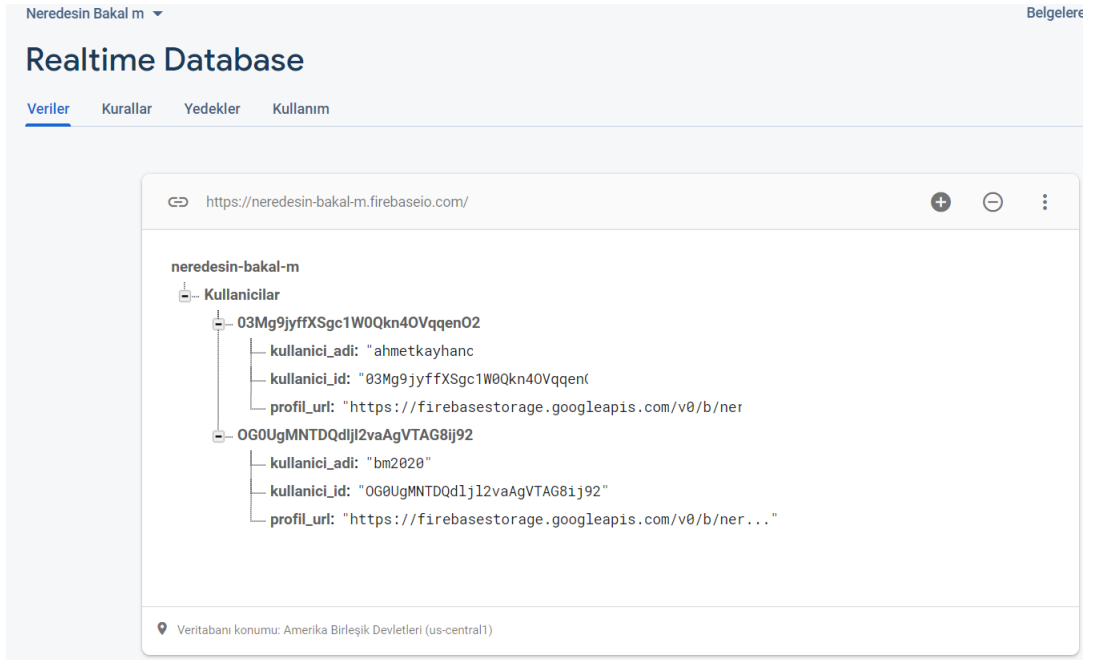 Neredesin Bakal m
Belgelere
Realtime Database
Veriler Kurallar Yedekler Kullanım
https://neredesin-bakal-m.firebaseio.com/
neredesin-bakal-m
Kullanicilar
03Mg9jyffXSgc1W0Qkn4OVqqenO2
kullanici_adi: "ahmetkayhanc
kullanici_id: "03Mg9jyffXSgc1W0Qkn4OVqqen(
profil_url: "https://firebasestorage.googleapis.com/v0/b/ner
OG0UgMNTDQdljl2vaAgVTAG8ij92
kullanici_adi: "bm2020"
kullanici_id: "OG0UgMNTDQdljl2vaAgVTAG8ij92"
profil_url: "https://firebasestorage.googleapis.com/v0/b/ner..."
Veritabanı konumu: Amerika Birleşik Devletleri (us-central1)